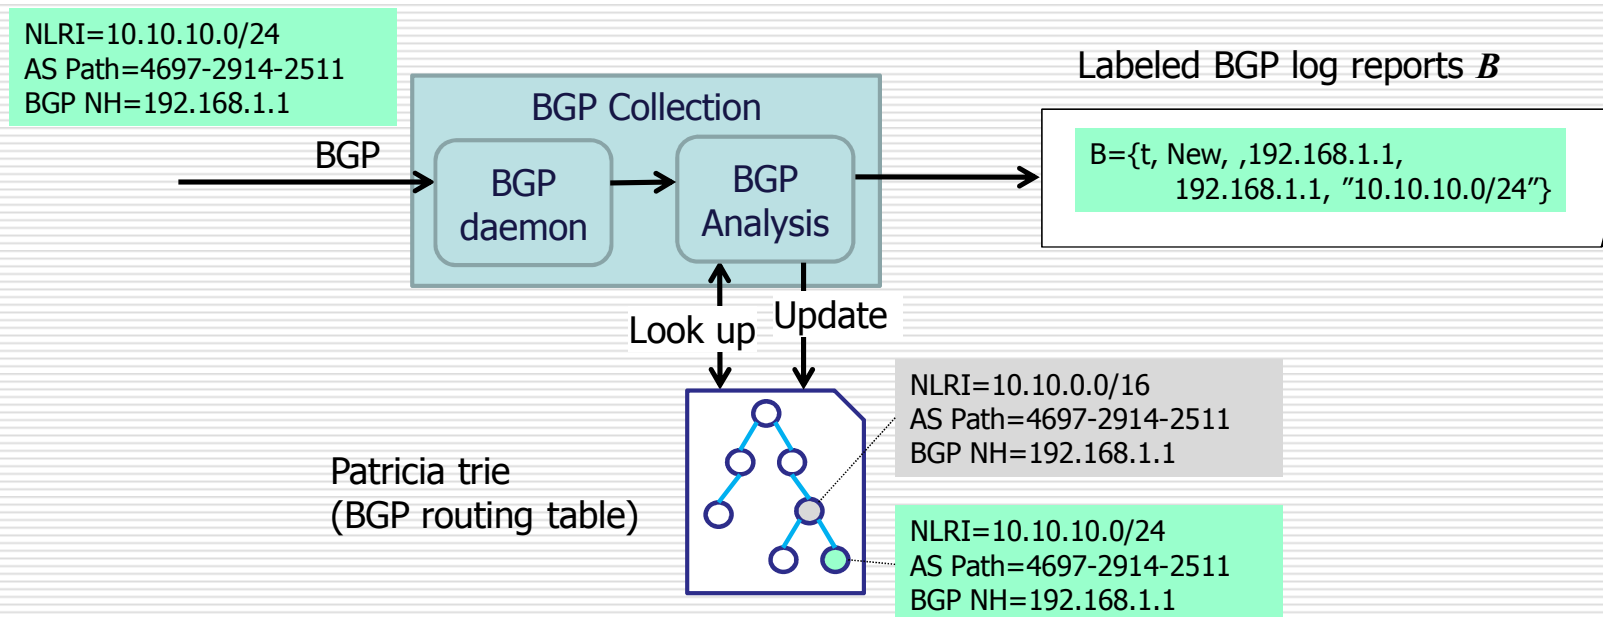 NLRI=10.10.10.0/24
AS Path=4697-2914-2511
BGP NH=192.168.1.1
BGP
BGP Collection
BGP
daemon
BGP
Analysis
Labeled BGP log reports B
B={t, New, ,192.168.1.1,
192.168.1.1, ”10.10.10.0/24”}
Look up
Update
Patricia trie
(BGP routing table)
NLRI=10.10.0.0/16
AS Path=4697-2914-2511
BGP NH=192.168.1.1
NLRI=10.10.10.0/24
AS Path=4697-2914-2511
BGP NH=192.168.1.1